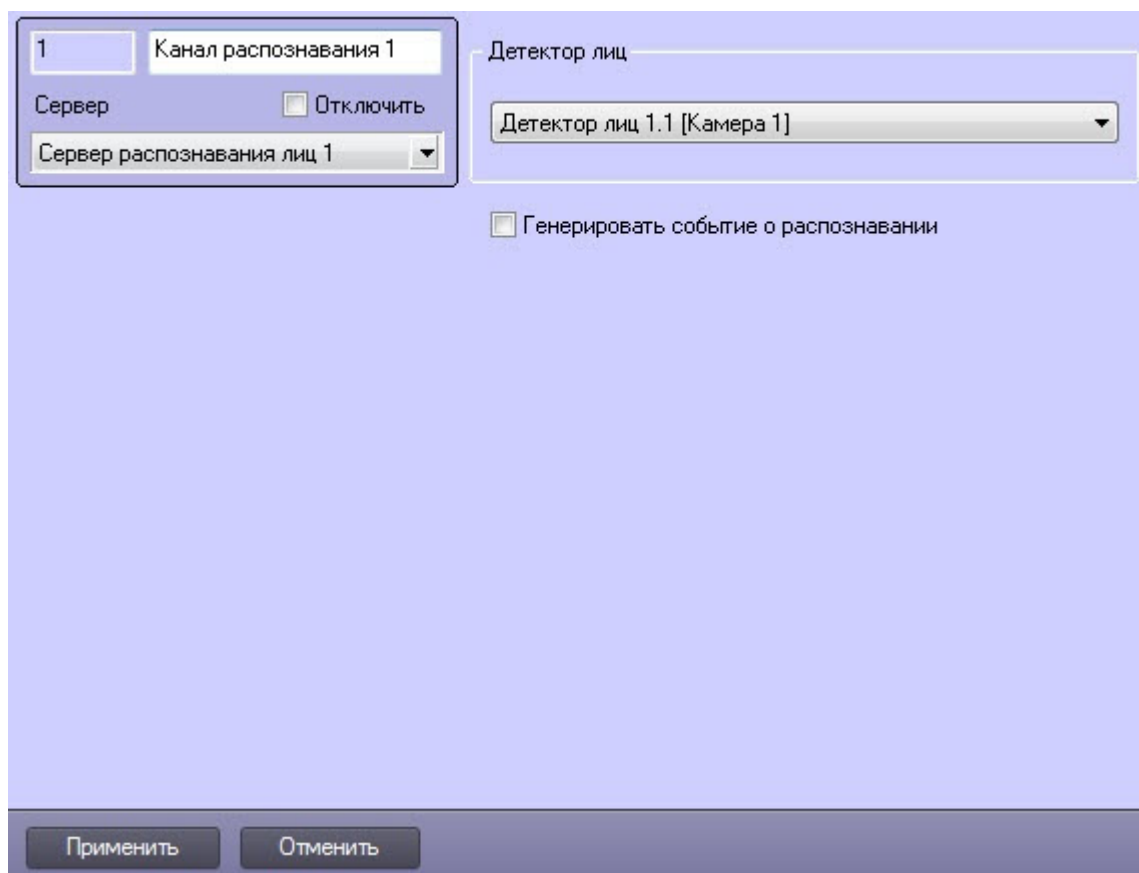 1
Канал распознавания 1
Сервер
Отключить
Сервер распознавания лиц 1
Детектор лиц
Детектор лиц 1.1 [Камера 1]
Генерировать событие о распознавании
Применить
Отменить